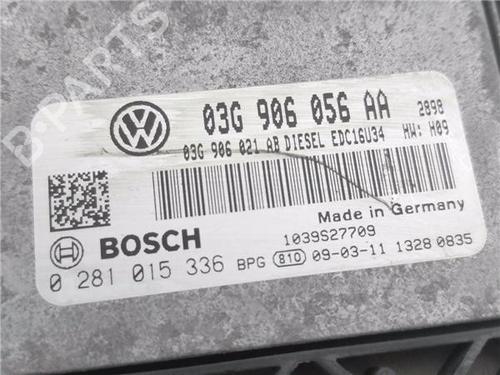 B-PARTS
03G 906 056 AA 2898
03G 906 021 AB DIESEL EDC16U34 HW: H09
Made in Germany
BOSCH 1039S27709
0 281 015 336 BPG 810 09-03-11 1328 0835